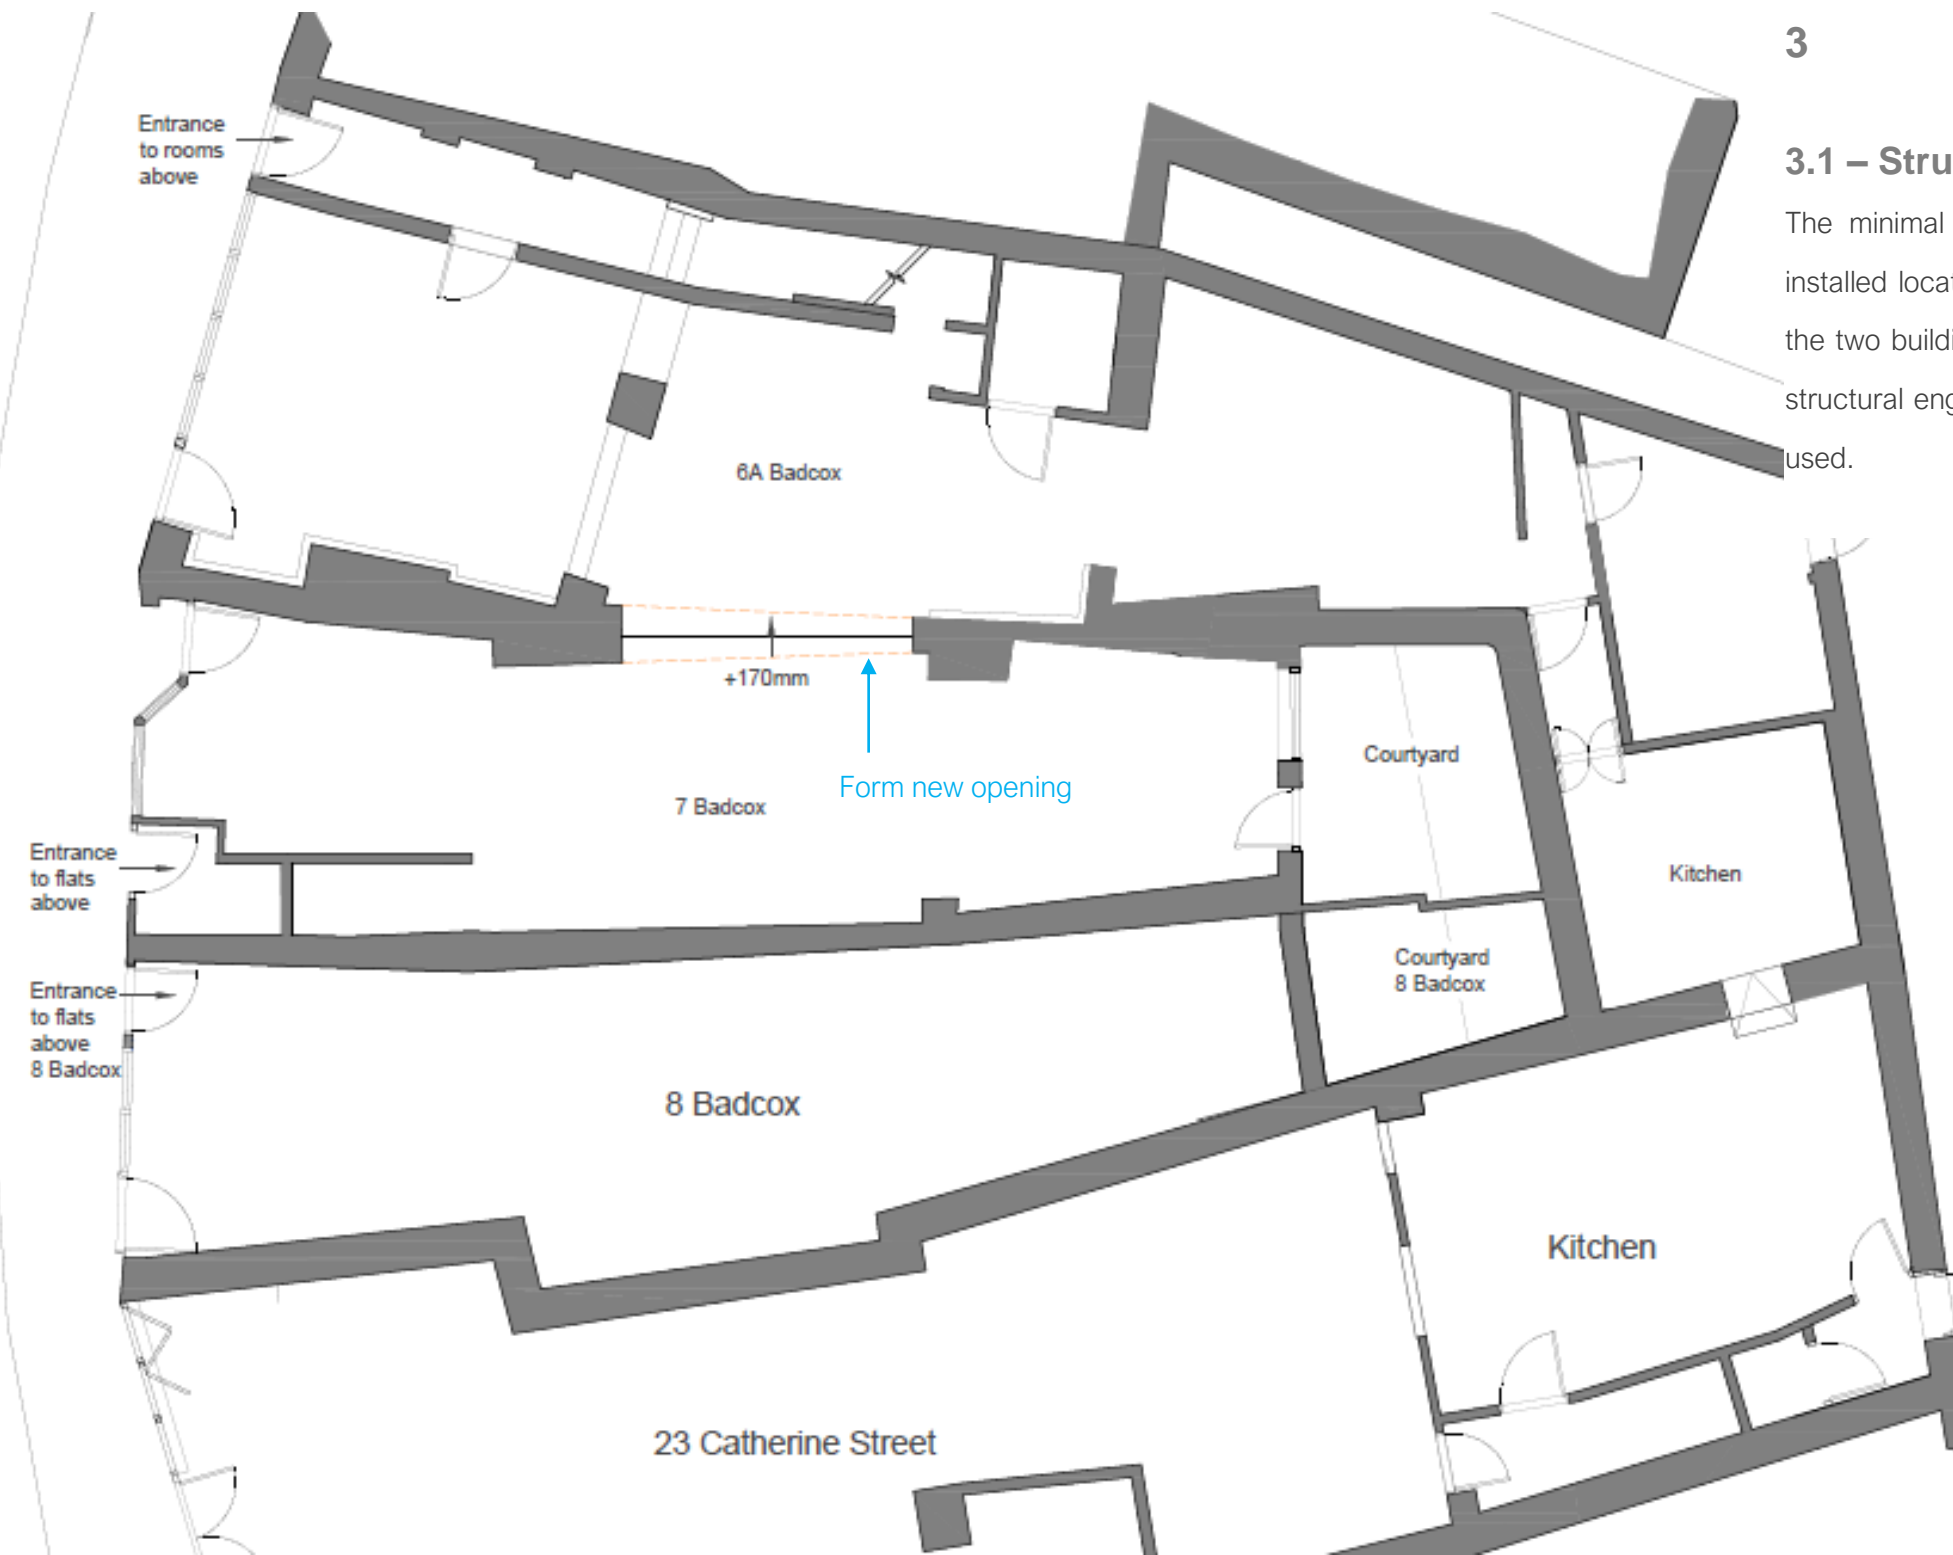 3
3.1 – Stru
The minimal
installed locat
the two buildi
structural eng
used.
Entrance
to rooms
above
6A Badcox
+170mm
Form new opening
7 Badcox
Courtyard
Kitchen
Entrance
to flats
above
Courtyard
8 Badcox
Entrance
to flats
above
8 Badcox
8 Badcox
Kitchen
23 Catherine Street